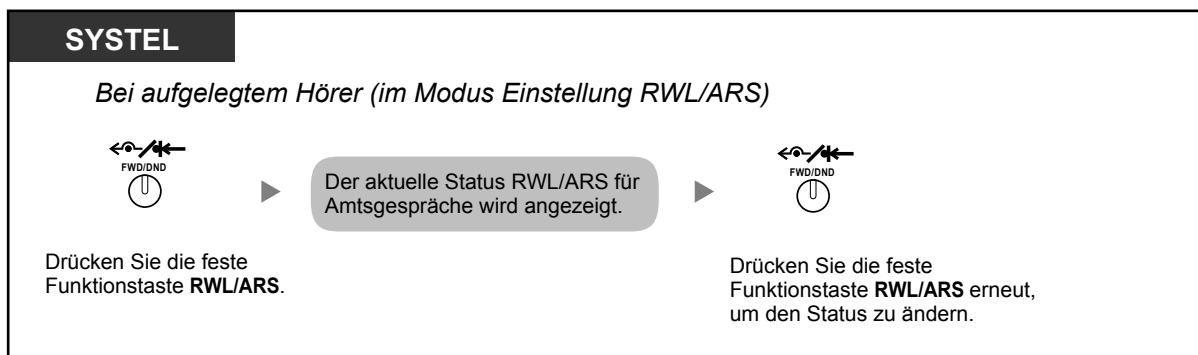 SYSTEL
Bei aufgelegtem Hörer (im Modus Einstellung RWL/ARS)
FWD/DND
Drücken Sie die feste
Funktionstaste RWL/ARS.
Der aktuelle Status RWL/ARS für
Amtsgespräche wird angezeigt.
FWD/DND
Drücken Sie die feste
Funktionstaste RWL/ARS erneut,
um den Status zu ändern.